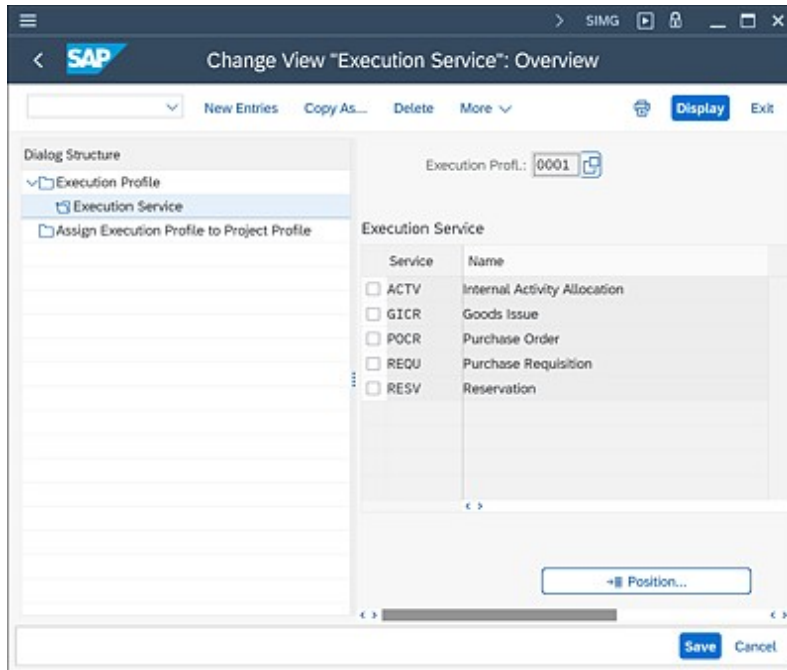 SIMG
SAP Change View "Execution Service": Overview
New Entries Copy As... Delete More Display Exit
Dialog Structure
Execution Profile
Execution Service
Assign Execution Profile to Project Profile
Execution Profl.: 0001
Execution Service
Service Name
ACTV Internal Activity Allocation
GICR Goods Issue
POCR Purchase Order
REQU Purchase Requisition
RESV Reservation
Position...
Save Cancel